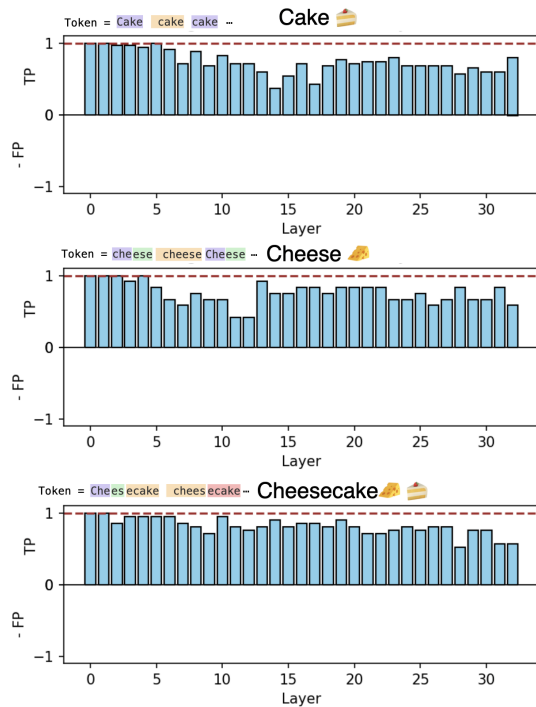 Token = Cake cake cake … Cake 🍰
1
TP
0
- FP
−1
0 5 10 15 20 25 30
Layer
Token = cheese cheese Cheese … Cheese 🧀
1
TP
0
- FP
−1
0 5 10 15 20 25 30
Layer
Token = Cheesecake cheesecake … Cheesecake🧀 🍰
1
TP
0
- FP
−1
0 5 10 15 20 25 30
Layer